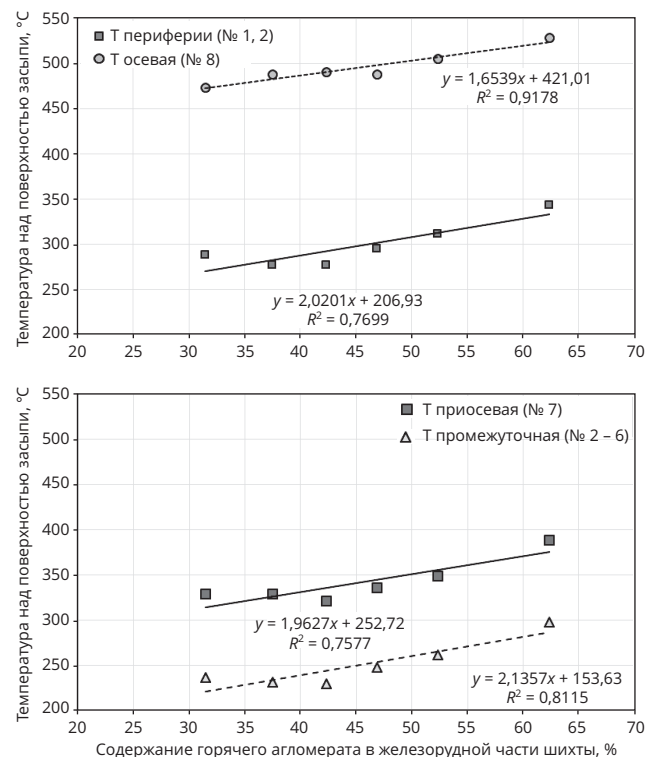 Температура над поверхностью засыпи, °С
550
500
450
400
350
300
250
200
Т периферии (№ 1, 2)
Т осевая (№ 8)
y = 1,6539x + 421,01
R² = 0,9178
y = 2,0201x + 206,93
R² = 0,7699
20 25 30 35 40 45 50 55 60 65 70
Температура над поверхностью засыпи, °С
550
500
450
400
350
300
250
200
Т приосевая (№ 7)
Т промежуточная (№ 2 – 6)
y = 1,9627x + 252,72
R² = 0,7577
y = 2,1357x + 153,63
R² = 0,8115
20 25 30 35 40 45 50 55 60 65 70
Содержание горячего агломерата в железорудной части шихты, %